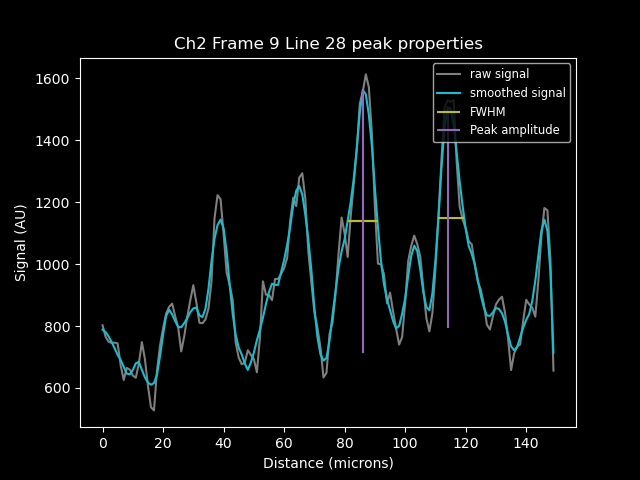 Ch2 Frame 9 Line 28 peak properties
raw signal
smoothed signal
FWHM
Peak amplitude
Signal (AU)
1600
1400
1200
1000
800
600
0 20 40 60 80 100 120 140
Distance (microns)